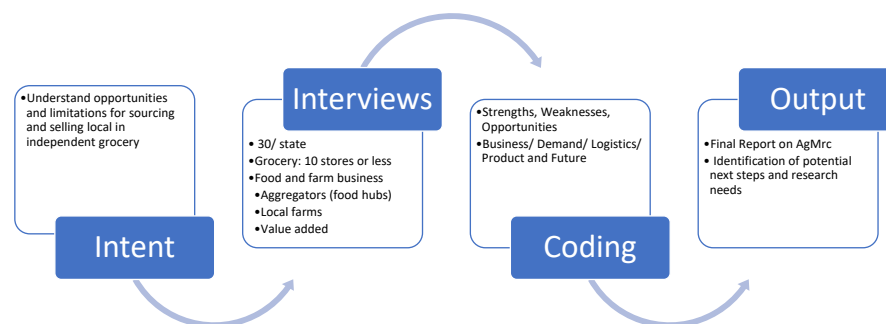 •Understand opportunities
and limitations for sourcing
and selling local in
independent grocery
Intent
Interviews
• 30/ state
•Grocery: 10 stores or less
•Food and farm business
•Aggregators (food hubs)
•Local farms
•Value added
•Strengths, Weaknesses,
Opportunities
•Business/ Demand/ Logistics/
Product and Future
Coding
Output
•Final Report on AgMrc
• Identification of potential
next steps and research
needs